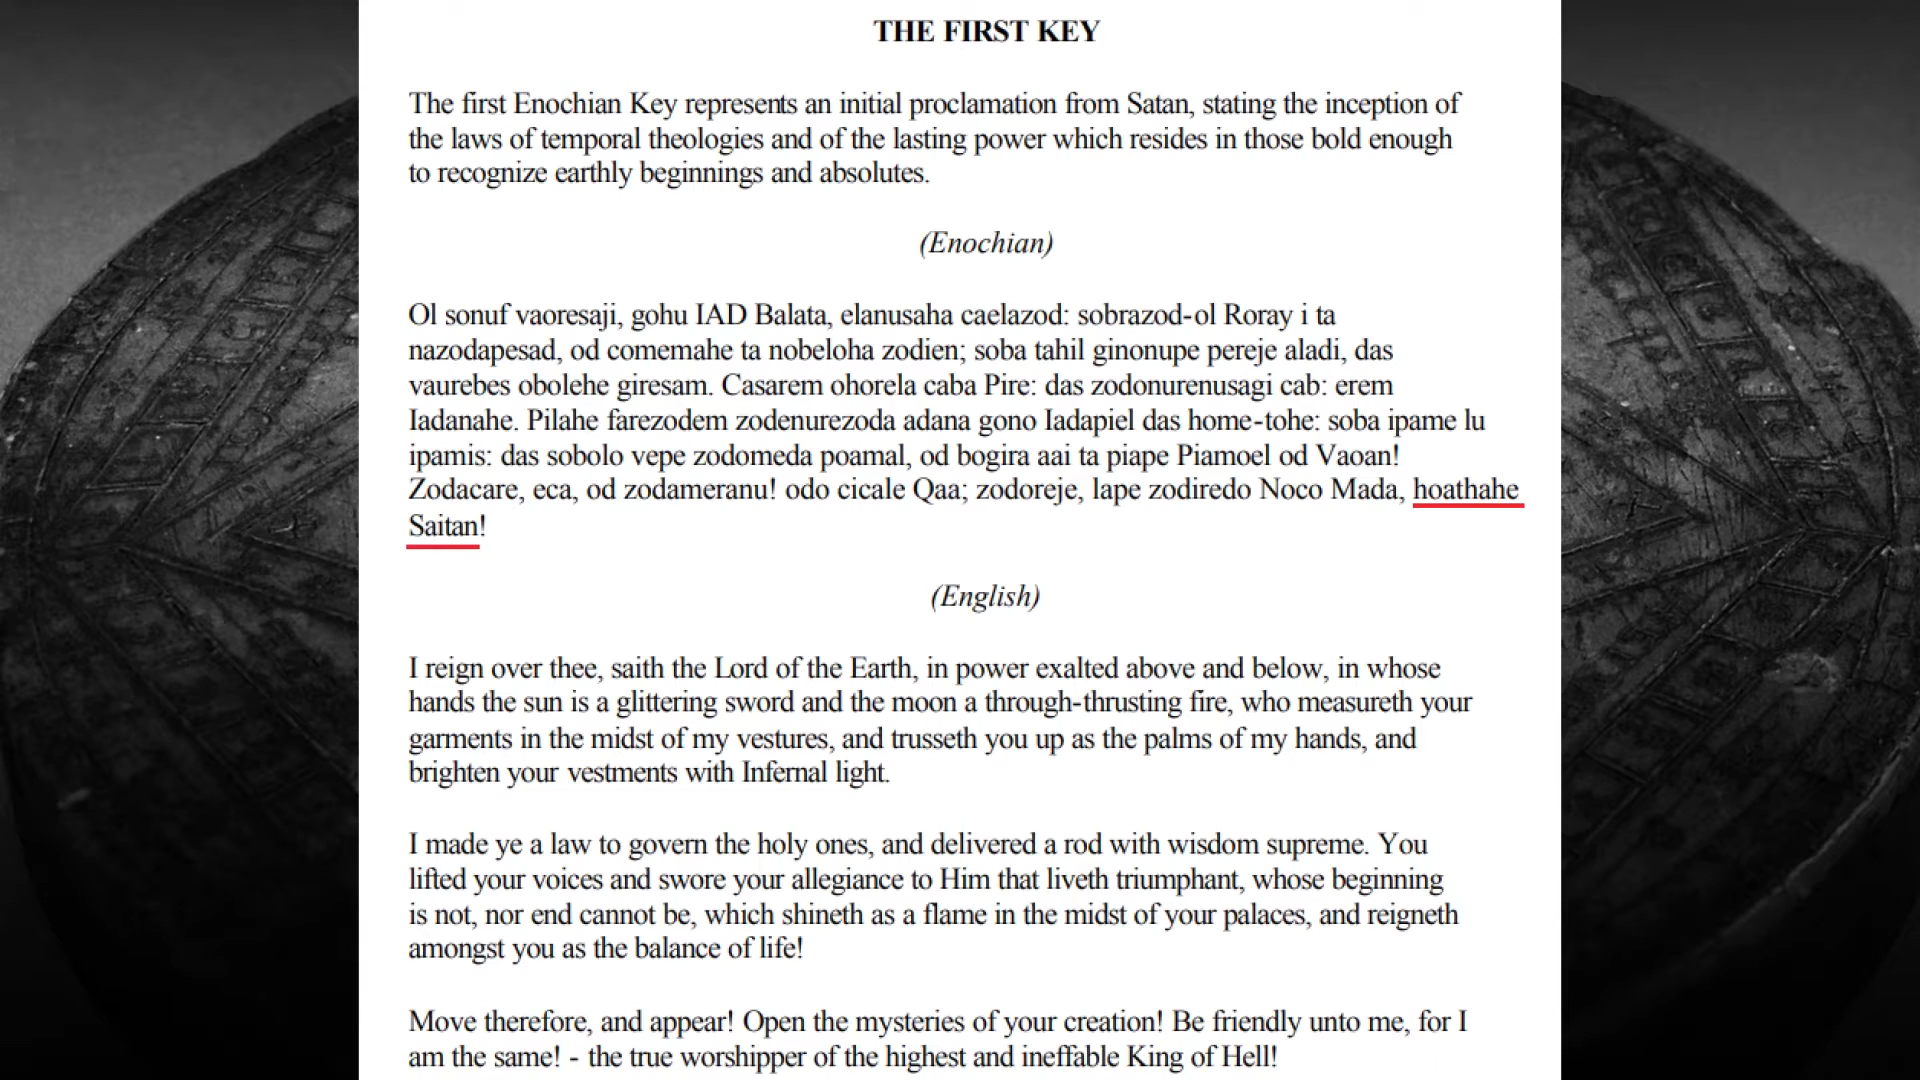 THE FIRST KEY
The first Enochian Key represents an initial proclamation from Satan, stating the inception of
the laws of temporal theologies and of the lasting power which resides in those bold enough
to recognize earthly beginnings and absolutes.
(Enochian)
Ol sonuf vaoresaji, gohu IAD Balata, elanusaha caelazod: sobrazod-ol Roray i ta
nazodapesad, od comemahe ta nobeloha zodien; soba tahil ginonupe pereje aladi, das
vaurebes obolehe giresam. Casarem ohorela caba Pire: das zodonurenusagi cab: erem
Iadanahe. Pilahe farezodem zodenurezoda adana gono Iadapiel das home-tohe: soba ipame lu
ipamis: das sobolo vepe zodomeda poamal, od bogira aai ta piape Piamoel od Vaoan!
Zodacare, eca, od zodameranu! odo cicale Qaa; zodoreje, lape zodiredo Noco Mada, hoathahe
Saitan!
(English)
I reign over thee, saith the Lord of the Earth, in power exalted above and below, in whose
hands the sun is a glittering sword and the moon a through-thrusting fire, who measureth your
garments in the midst of my vestures, and trusseth you up as the palms of my hands, and
brighten your vestments with Infernal light.
I made ye a law to govern the holy ones, and delivered a rod with wisdom supreme. You
lifted your voices and swore your allegiance to Him that liveth triumphant, whose beginning
is not, nor end cannot be, which shineth as a flame in the midst of your palaces, and reigneth
amongst you as the balance of life!
Move therefore, and appear! Open the mysteries of your creation! Be friendly unto me, for I
am the same! - the true worshipper of the highest and ineffable King of Hell!